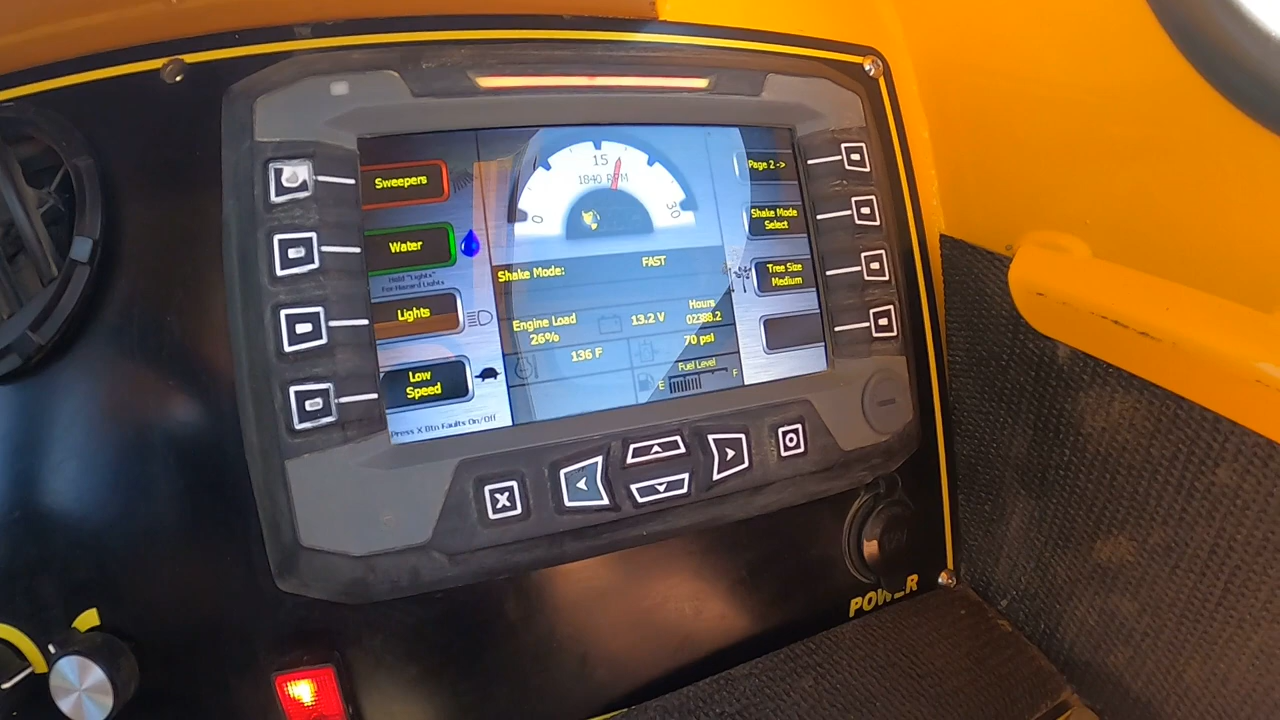 Sweepers
Water
Hold "Lights"
For Hazard Lights
Lights
Low
Speed
Press X Btn Faults On/Off
0
15
30
1840 RPM
Shake Mode:
FAST
Engine Load
26%
13.2 V
Hours
02380.2
136 F
70 psi
Fuel Level
E
F
Page 2 ->
Shake Mode
Select
Tree Size
Medium
X
POWER